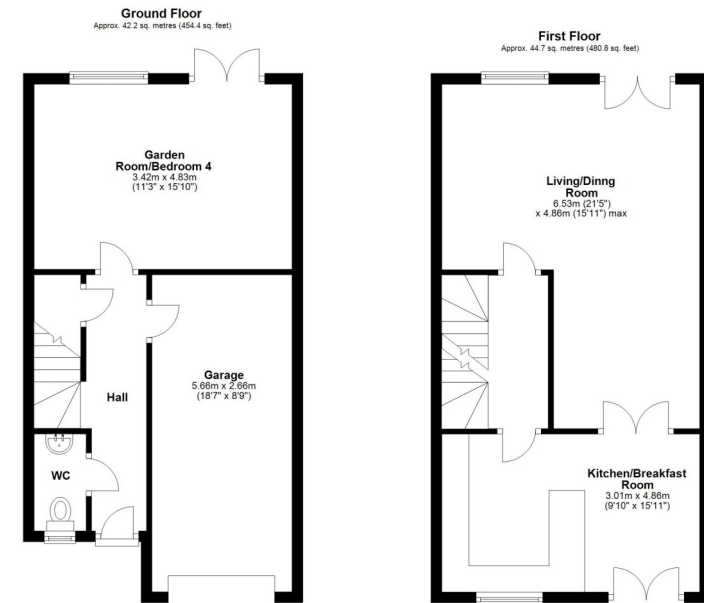 Ground Floor
Approx. 42.2 sq. metres (454.4 sq. feet)
Garden
Room/Bedroom 4
3.42m x 4.83m
(11'3" x 15'10")
Garage
5.66m x 2.66m
(18'7" x 8'9")
Hall
WC
First Floor
Approx. 44.7 sq. metres (480.8 sq. feet)
Living/Dinng
Room
6.53m (21'5")
x 4.86m (15'11") max
Kitchen/Breakfast
Room
3.01m x 4.86m
(9'10" x 15'11")